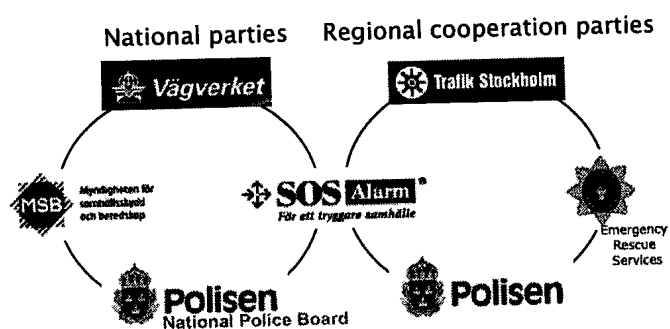 National parties
Regional cooperation parties
Vägverket
Trafik Stockholm
MSB
Myndigheten för
samhällsskydd
och beredskap
SOS Alarm®
För ett tryggare samhälle
Emergency
Rescue
Services
Polisen
National Police Board
Polisen